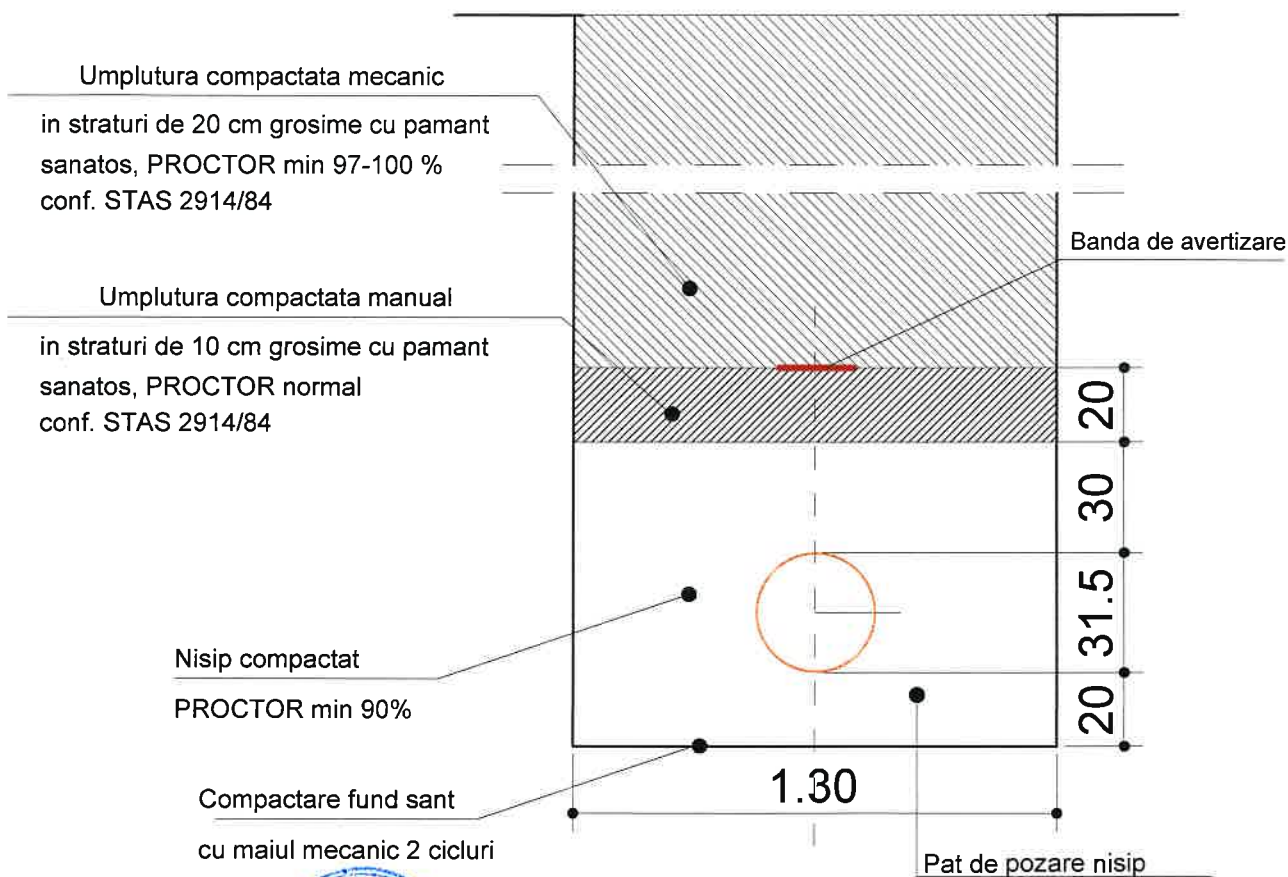 Umplutura compactata mecanic
in straturi de 20 cm grosime cu pamant
sanatos, PROCTOR min 97-100 %
conf. STAS 2914/84
Banda de avertizare
Umplutura compactata manual
in straturi de 10 cm grosime cu pamant
sanatos, PROCTOR normal
conf. STAS 2914/84
20
30
31.5
20
Nisip compactat
PROCTOR min 90%
1.30
Compactare fund sant
cu maiul mecanic 2 cicluri
Pat de pozare nisip